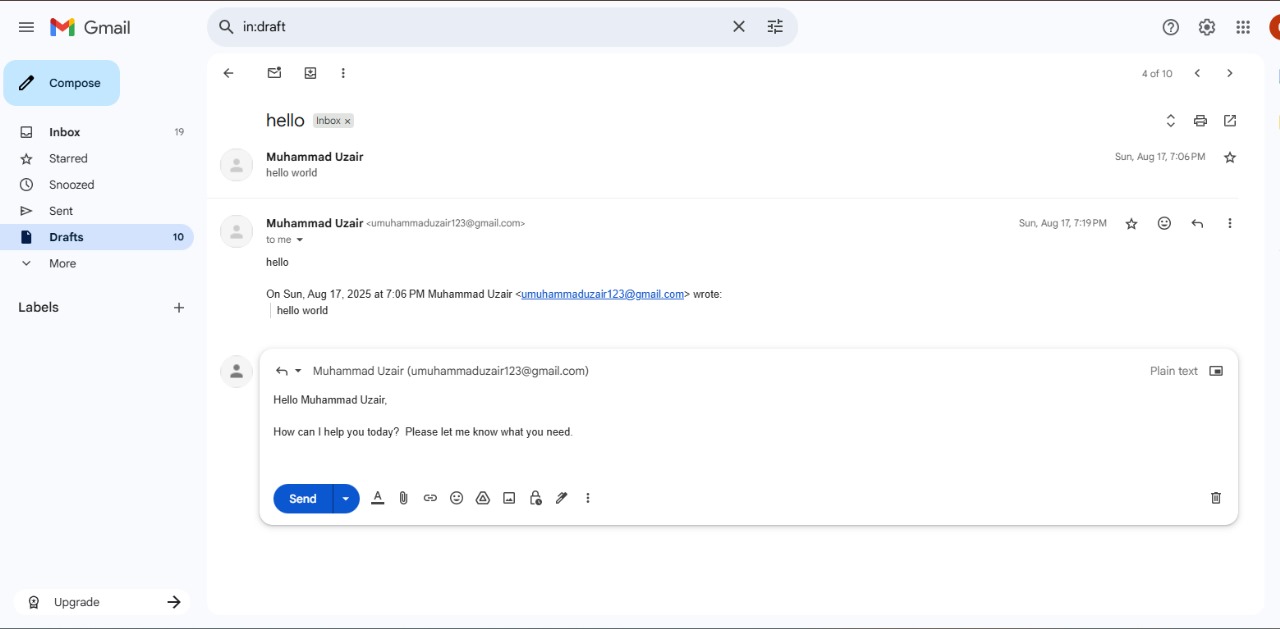 Gmail
in:draft
Compose
4 of 10
hello Inbox ×
Inbox 19
Starred
Snoozed
Sent
Drafts 10
More
Labels
Muhammad Uzair Sun, Aug 17, 7:06 PM
hello world
Muhammad Uzair <umuhammaduzair123@gmail.com> Sun, Aug 17, 7:19 PM
to me
hello
On Sun, Aug 17, 2025 at 7:06 PM Muhammad Uzair <umuhammaduzair123@gmail.com> wrote:
hello world
Muhammad Uzair (umuhammaduzair123@gmail.com) Plain text
Hello Muhammad Uzair,
How can I help you today?  Please let me know what you need.
Send
Upgrade